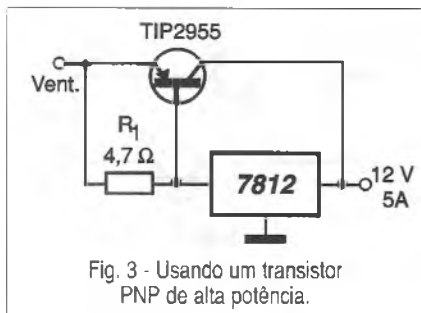 TIP2955
Vent.
R1
4,7 Ω
7812
12 V
5A
Fig. 3 - Usando um transistor
PNP de alta potência.